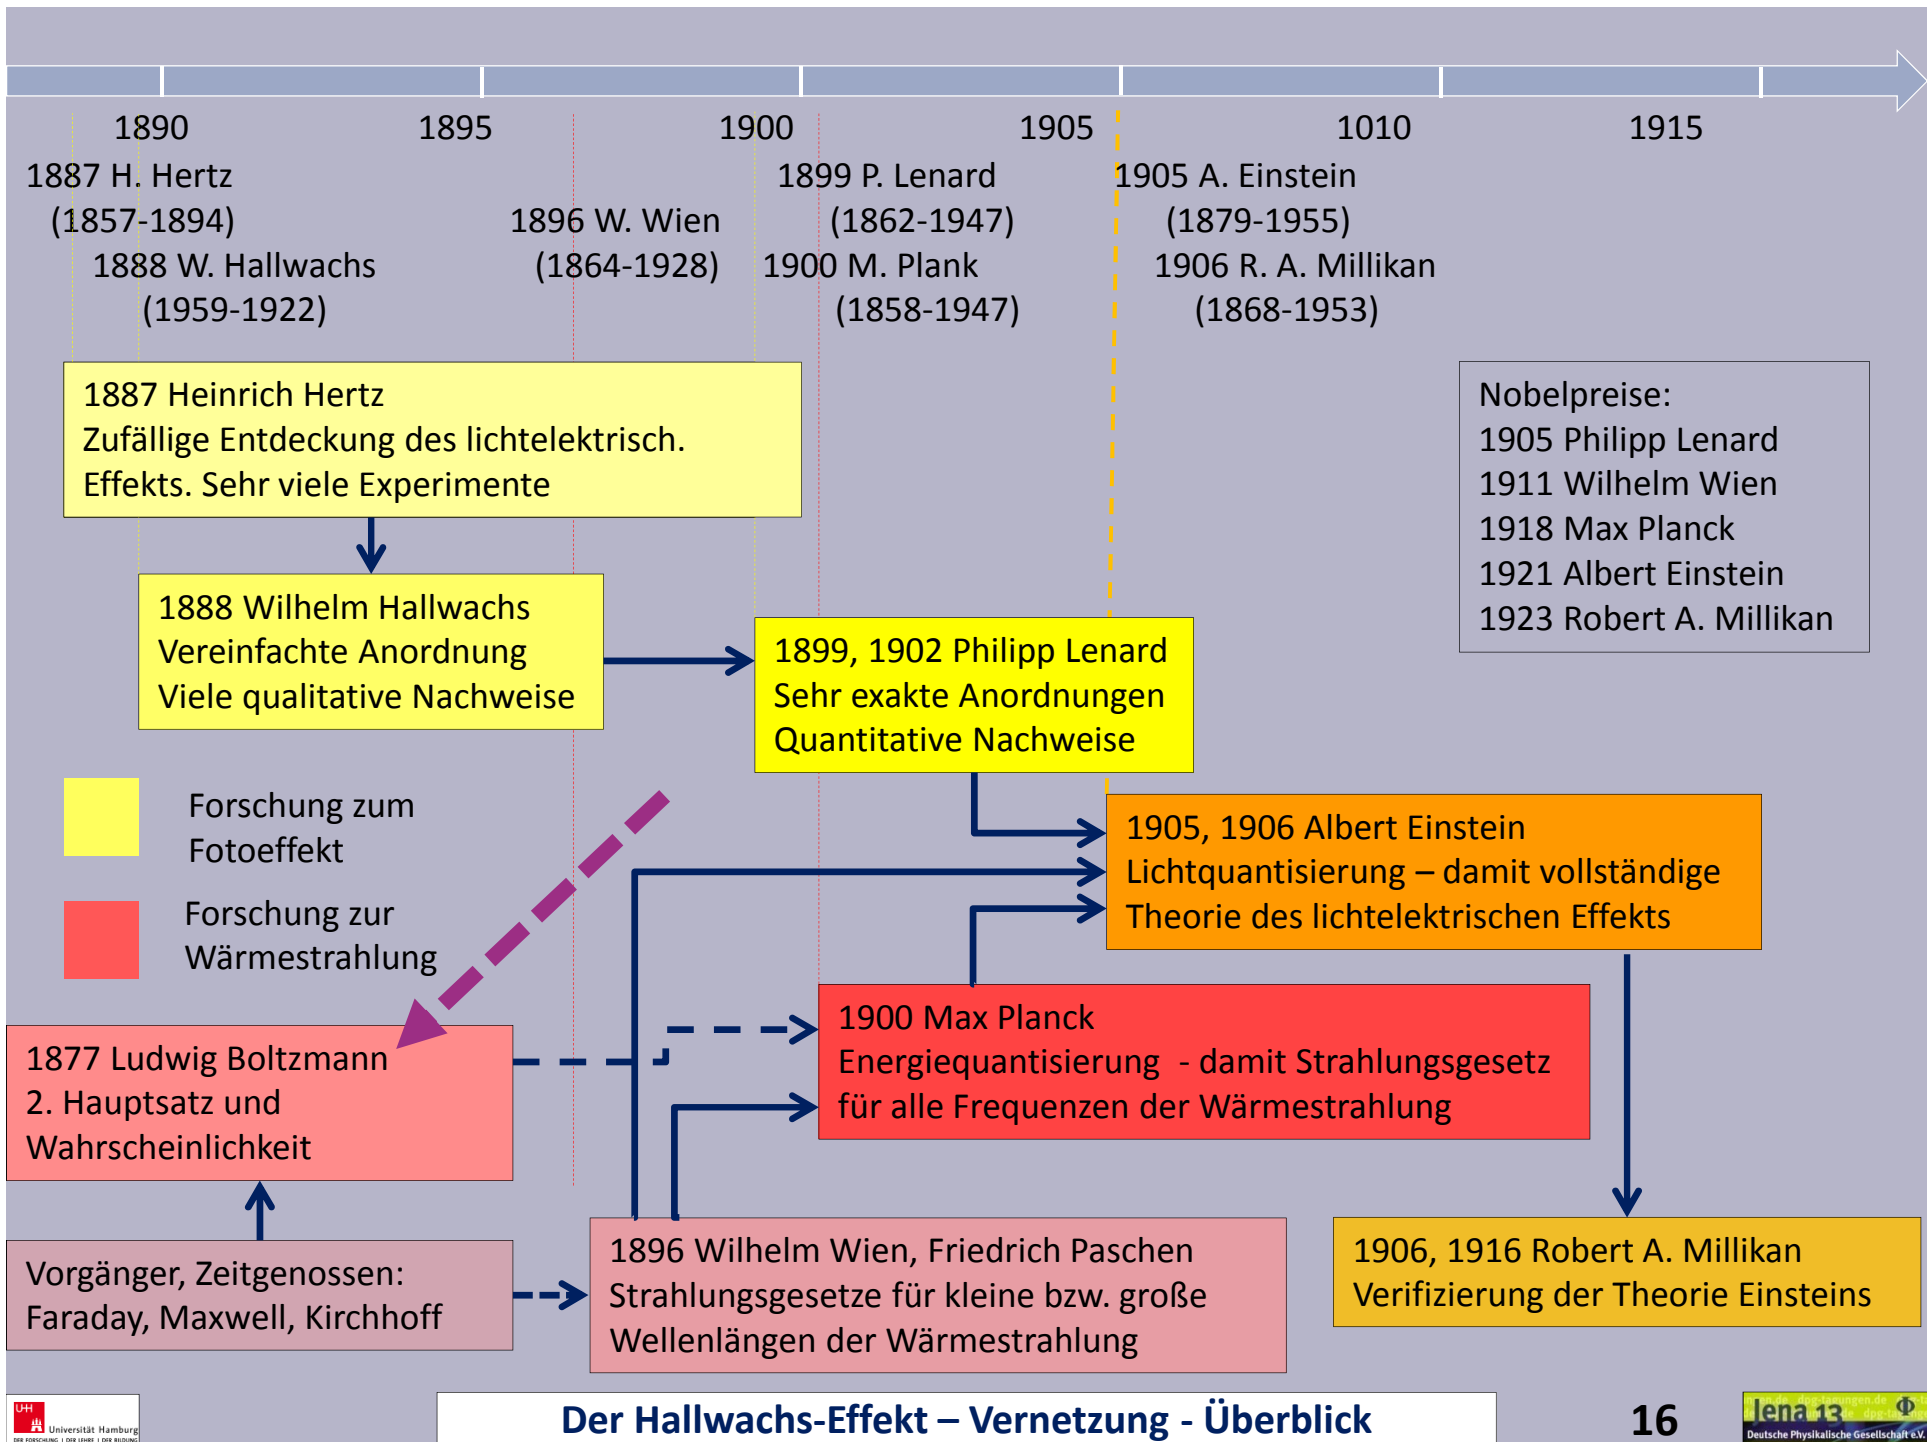 1890 1895 1900 1905 1010 1915
1887 H. Hertz
(1857-1894)
1888 W. Hallwachs
(1959-1922)
1896 W. Wien
(1864-1928)
1899 P. Lenard
(1862-1947)
1900 M. Plank
(1858-1947)
1905 A. Einstein
(1879-1955)
1906 R. A. Millikan
(1868-1953)
1887 Heinrich Hertz
Zufällige Entdeckung des lichtelektrisch.
Effekts. Sehr viele Experimente
Nobelpreise:
1905 Philipp Lenard
1911 Wilhelm Wien
1918 Max Planck
1921 Albert Einstein
1923 Robert A. Millikan
1888 Wilhelm Hallwachs
Vereinfachte Anordnung
Viele qualitative Nachweise
1899, 1902 Philipp Lenard
Sehr exakte Anordnungen
Quantitative Nachweise
Forschung zum
Fotoeffekt
Forschung zur
Wärmestrahlung
1905, 1906 Albert Einstein
Lichtquantisierung – damit vollständige
Theorie des lichtelektrischen Effekts
1900 Max Planck
Energiequantisierung - damit Strahlungsgesetz
für alle Frequenzen der Wärmestrahlung
1877 Ludwig Boltzmann
2. Hauptsatz und
Wahrscheinlichkeit
Vorgänger, Zeitgenossen:
Faraday, Maxwell, Kirchhoff
1896 Wilhelm Wien, Friedrich Paschen
Strahlungsgesetze für kleine bzw. große
Wellenlängen der Wärmestrahlung
1906, 1916 Robert A. Millikan
Verifizierung der Theorie Einsteins
UH
Universität Hamburg
DER FORSCHUNG | DER LEHRE | DER BILDUNG
Der Hallwachs-Effekt – Vernetzung - Überblick
16
Jena 13 Φ
Deutsche Physikalische Gesellschaft e.V.